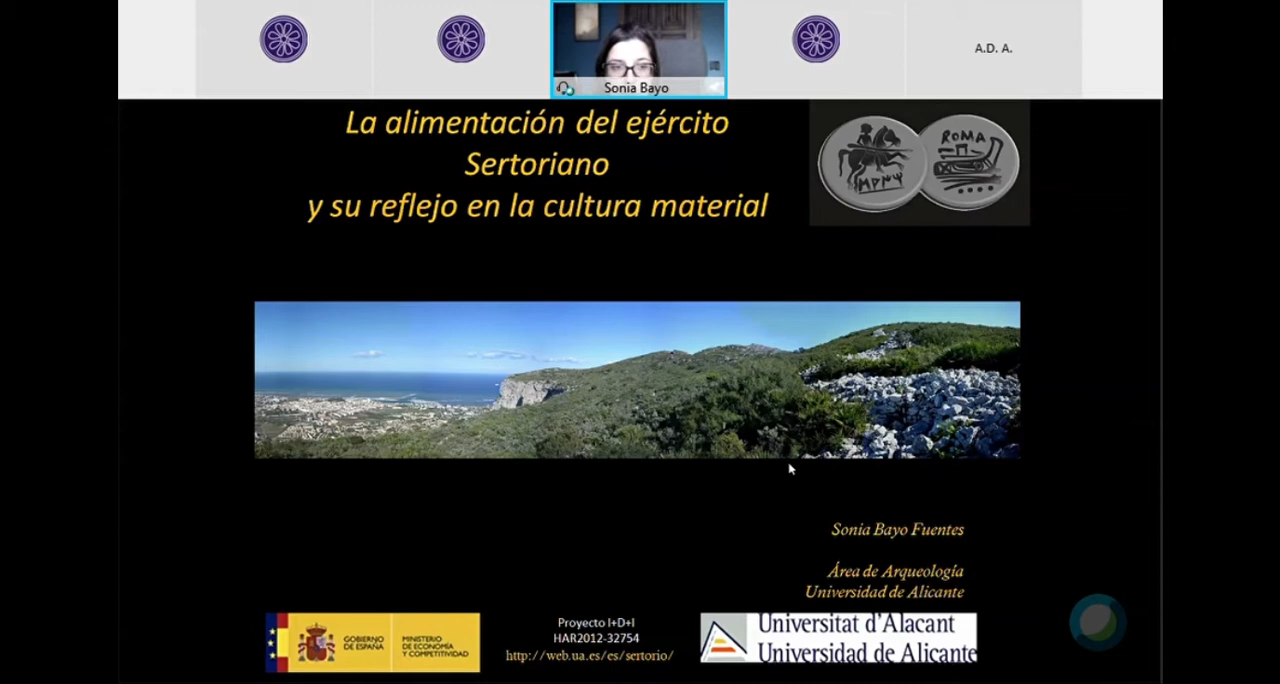 Sonia Bayo
A.D. A.
La alimentación del ejército
Sertoriano
y su reflejo en la cultura material
ROMA
Sonia Bayo Fuentes
Área de Arqueología
Universidad de Alicante
GOBIERNO
DE ESPAÑA
MINISTERIO
DE ECONOMÍA
Y COMPETITIVIDAD
Proyecto I+D+I
HAR2012-32754
http://web.ua.es/es/sertorio/
Universitat d'Alacant
Universidad de Alicante